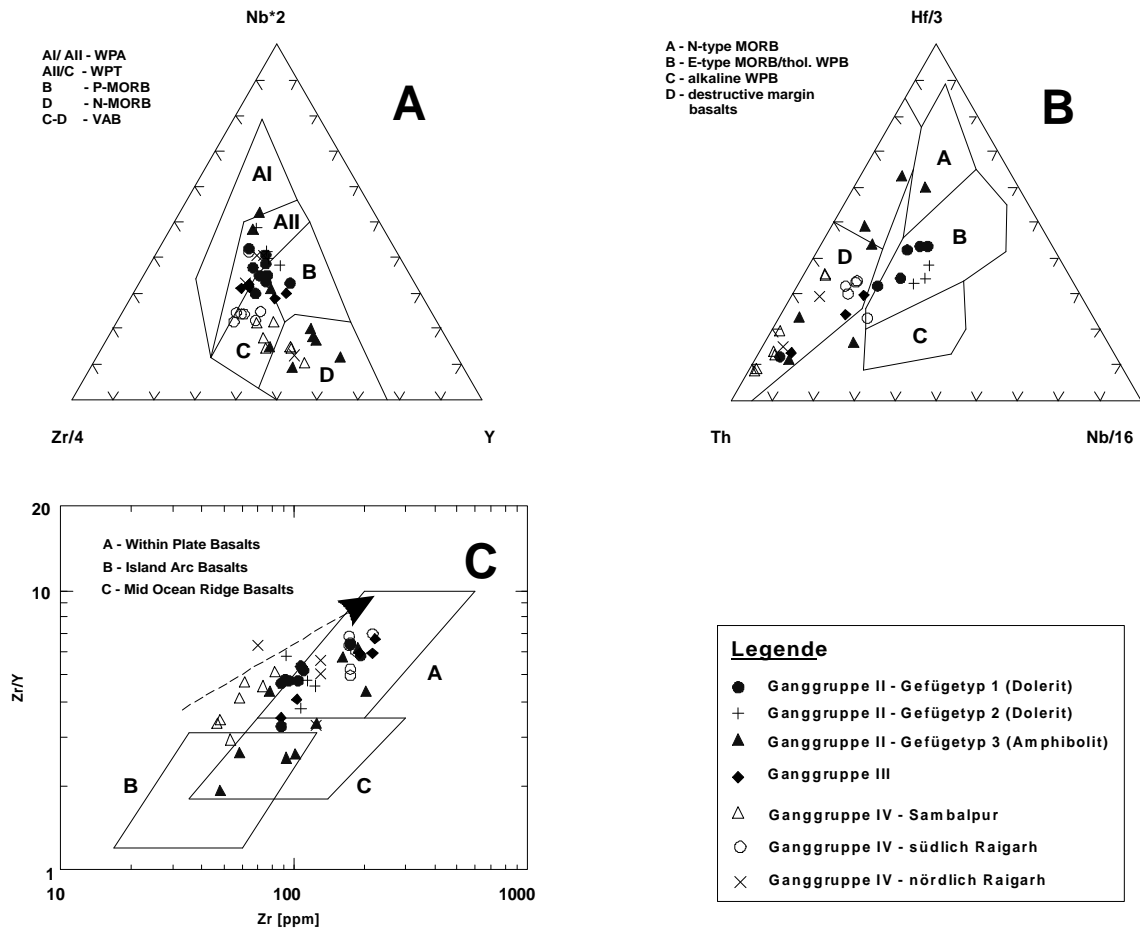 Nb*2
AI/ AII - WPA
AII/C - WPT
B - P-MORB
D - N-MORB
C-D - VAB
A
AI
AII
B
C
D
Zr/4
Y
Hf/3
A - N-type MORB
B - E-type MORB/thol. WPB
C - alkaline WPB
D - destructive margin
basalts
B
A
B
D
C
Th
Nb/16
20
10
1
Zr/Y
A - Within Plate Basalts
B - Island Arc Basalts
C - Mid Ocean Ridge Basalts
C
A
B
C
10
100
1000
Zr [ppm]
Legende
Ganggruppe II - Gefügetyp 1 (Dolerit)
Ganggruppe II - Gefügetyp 2 (Dolerit)
Ganggruppe II - Gefügetyp 3 (Amphibolit)
Ganggruppe III
Ganggruppe IV - Sambalpur
Ganggruppe IV - südlich Raigarh
Ganggruppe IV - nördlich Raigarh